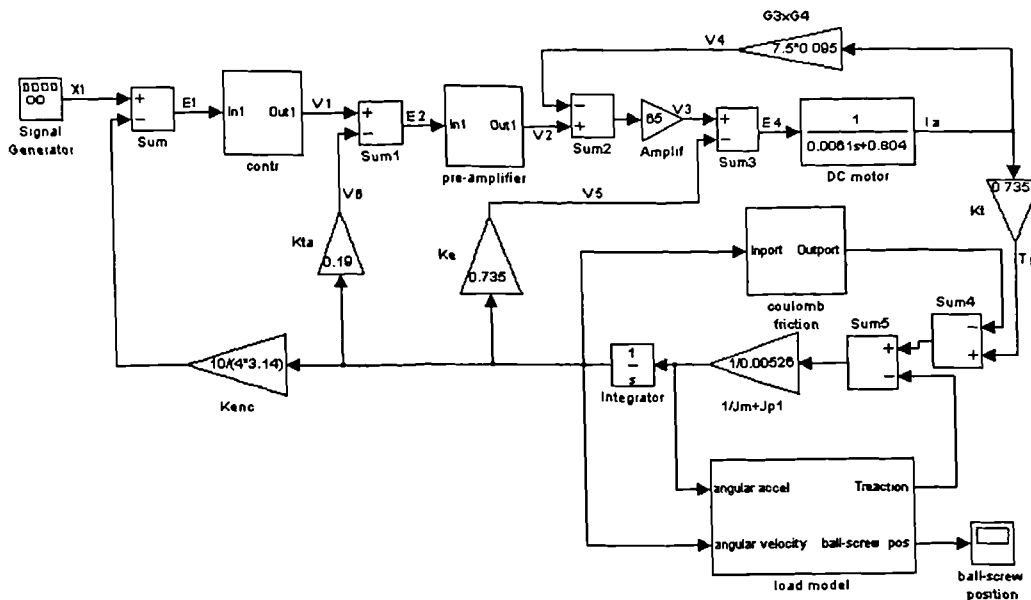 G3xG4
7.5*0.095
V4
X1
+
-
E1
Sum
Signal
Generator
In1
Out1
contr
V1
+
-
E2
Sum1
In1
Out1
pre-amplifier
V2
-
+
Sum2
65
Amplif
V3
+
-
Sum3
E4
1
0.0061s+0.804
DC motor
Ia
0.735
Kt
V6
Kta
0.19
V5
Ke
0.735
Inport
Outport
coulomb
friction
Sum4
-
+
Sum5
+
-
10/(4*3.14)
Kenc
1
s
Integrator
1/0.00526
1/Jm+Jp1
angular accel
Treaction
angular velocity
ball-screw pos
load model
ball-screw
position